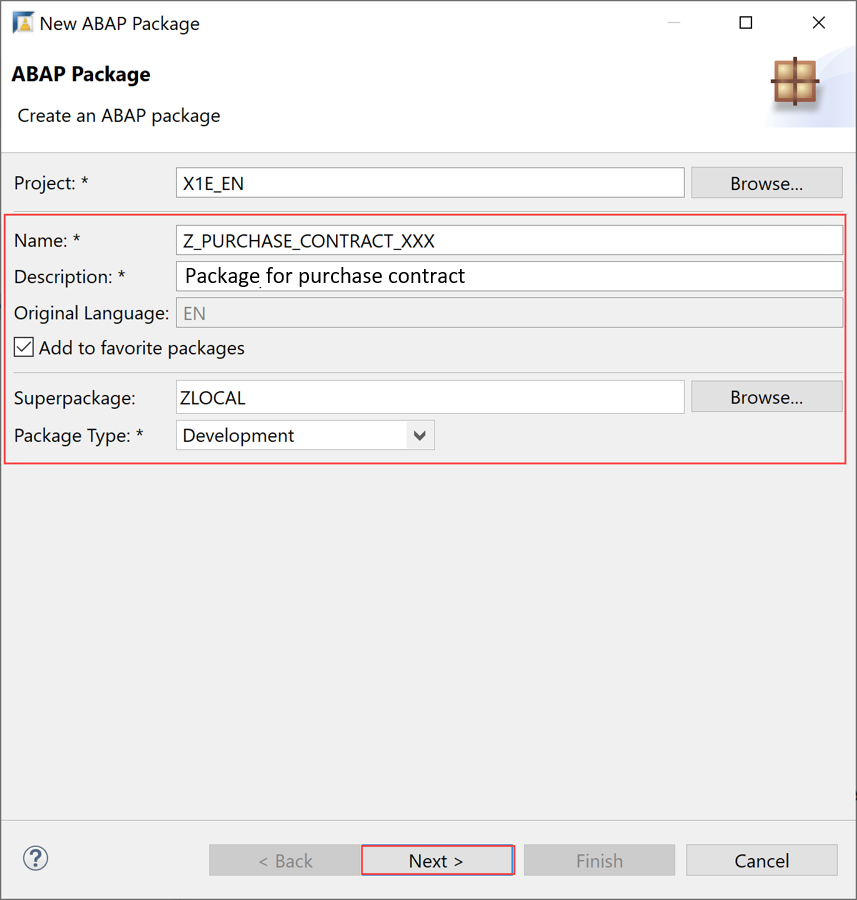 New ABAP Package
ABAP Package
Create an ABAP package
Project: * X1E_EN Browse...
Name: * Z_PURCHASE_CONTRACT_XXX
Description: * Package for purchase contract
Original Language: EN
Add to favorite packages
Superpackage: ZLOCAL Browse...
Package Type: * Development
? < Back Next > Finish Cancel